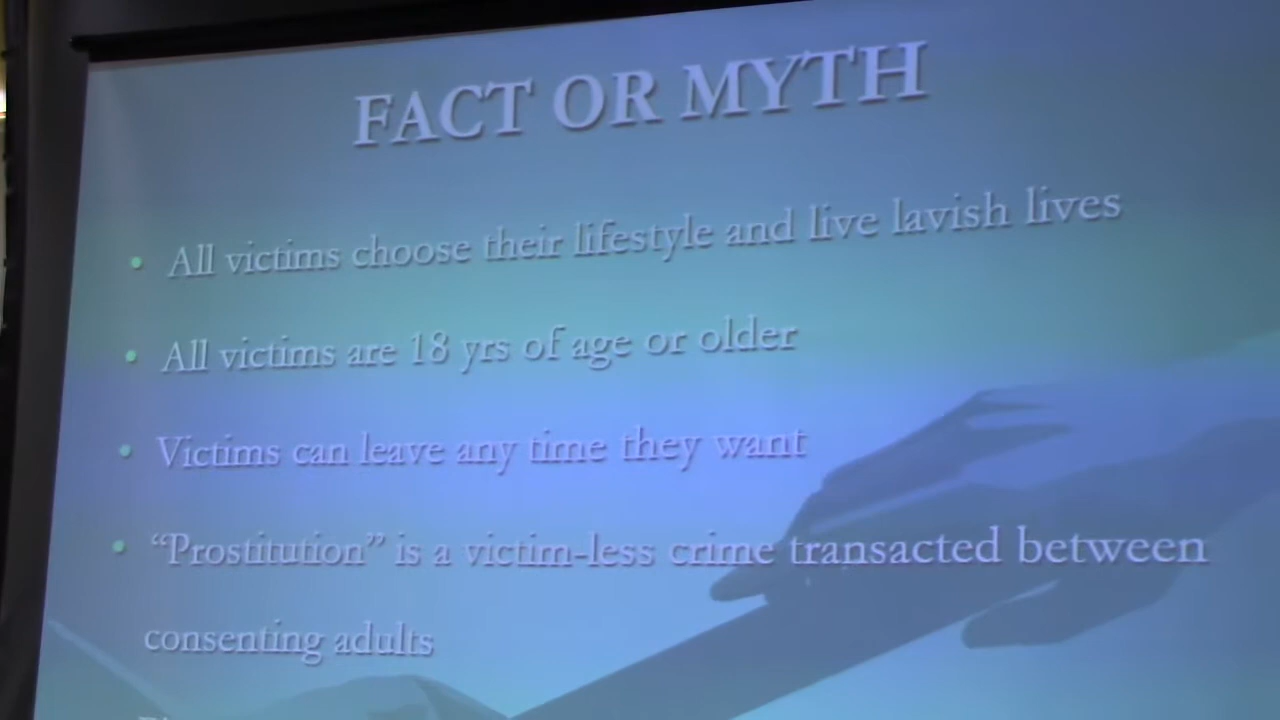 FACT OR MYTH
• All victims choose their lifestyle and live lavish lives
• All victims are 18 yrs of age or older
• Victims can leave any time they want
• “Prostitution” is a victim-less crime transacted between
consenting adults